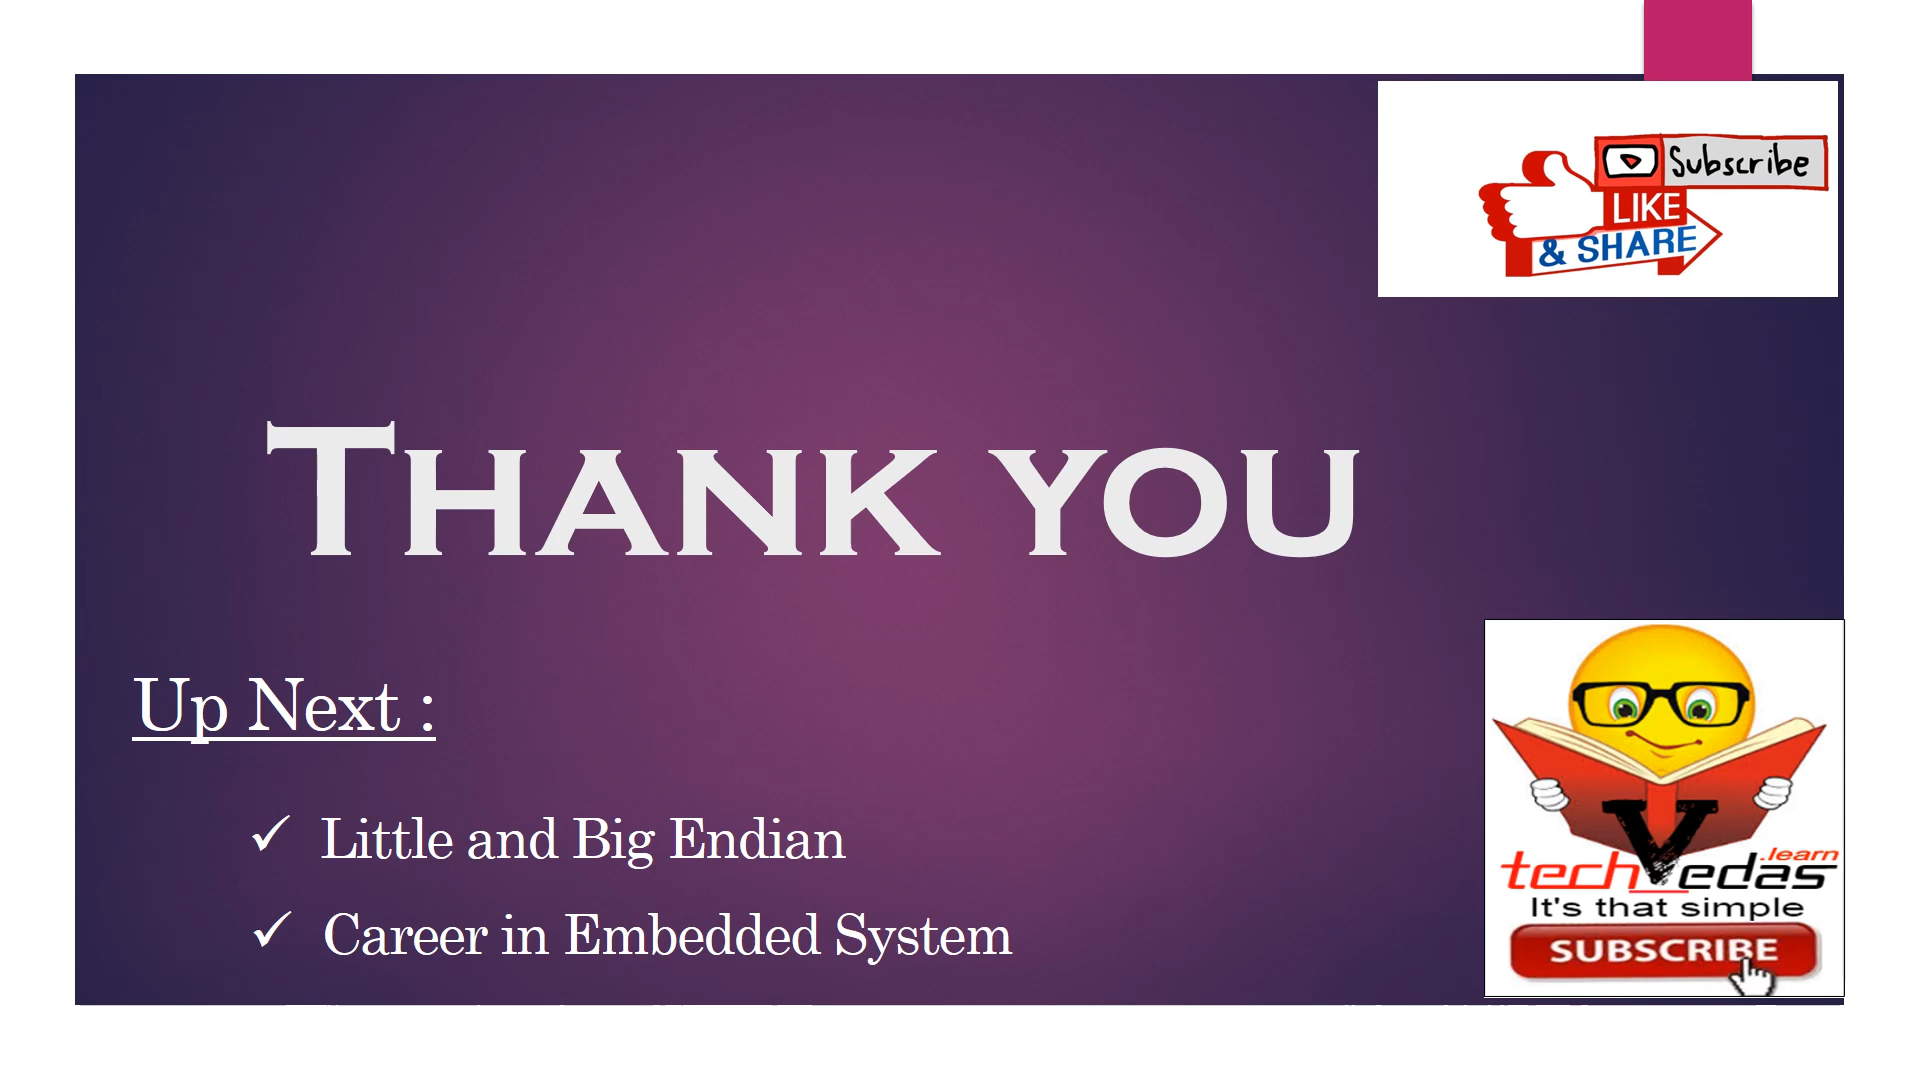 Subscribe
LIKE
& SHARE
THANK YOU
Up Next :
✓ Little and Big Endian
✓ Career in Embedded System
.learn
techVedas
It's that simple
SUBSCRIBE